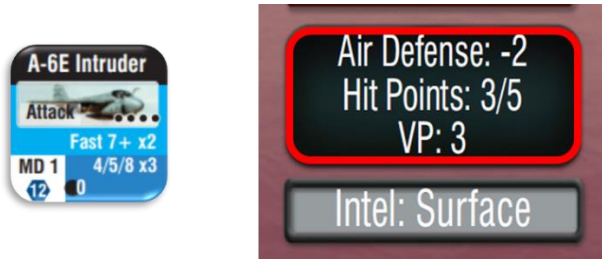 A-6E Intruder
Attack
Fast 7+ x2
MD 1 4/5/8 x3
12 0
Air Defense: -2
Hit Points: 3/5
VP: 3
Intel: Surface